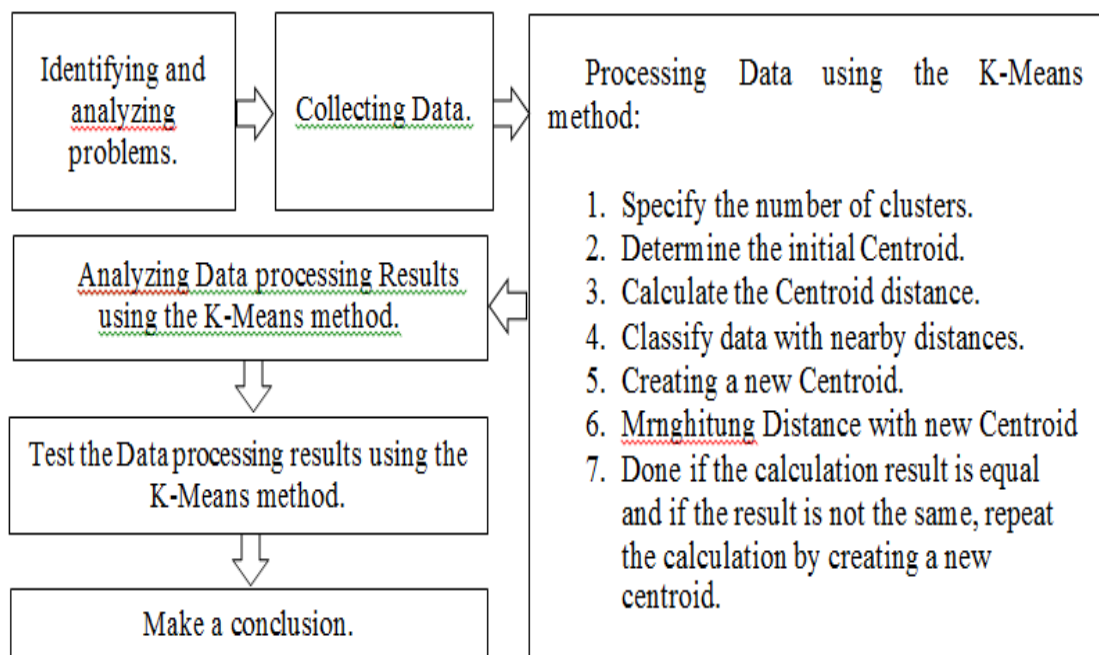 Identifying and
analyzing
problems.
Collecting Data.
Processing Data using the K-Means
method:
1. Specify the number of clusters.
2. Determine the initial Centroid.
3. Calculate the Centroid distance.
4. Classify data with nearby distances.
5. Creating a new Centroid.
6. Mrnghitung Distance with new Centroid
7. Done if the calculation result is equal
and if the result is not the same, repeat
the calculation by creating a new
centroid.
Analyzing Data processing Results
using the K-Means method.
Test the Data processing results using the
K-Means method.
Make a conclusion.